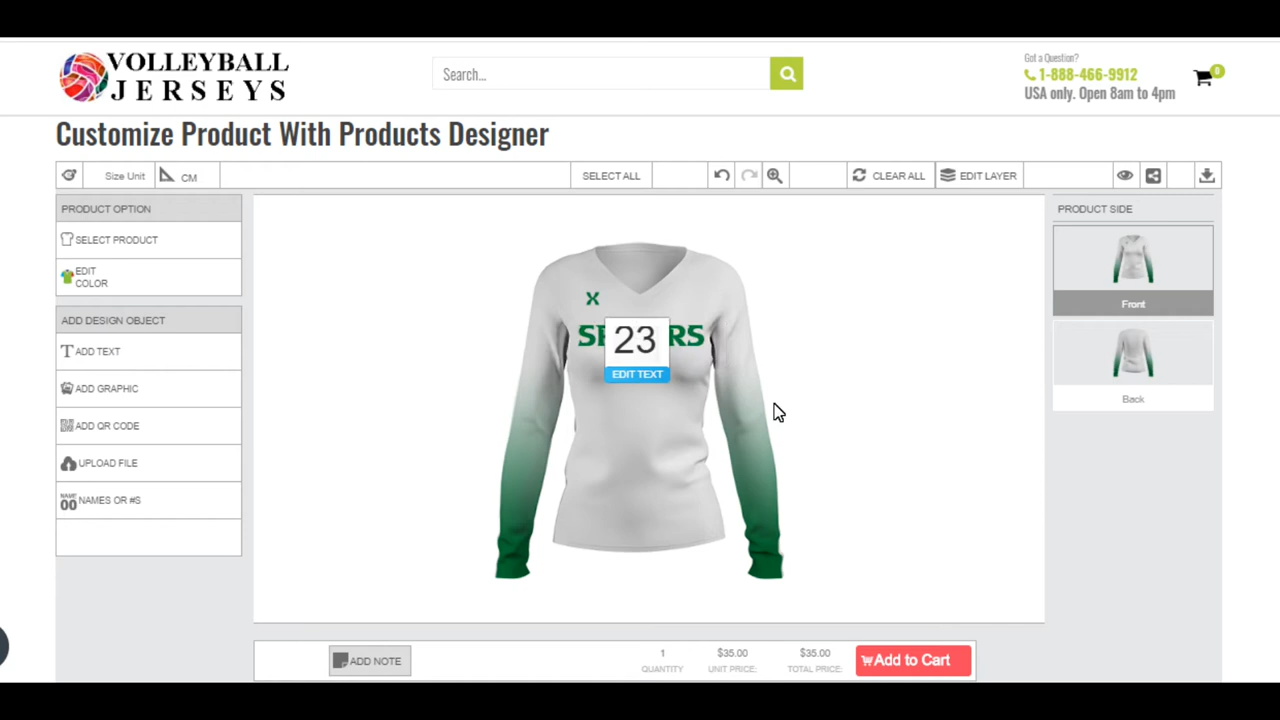 VOLLEYBALL
JERSEYS
Search...
Got a Question?
1-888-466-9912
USA only. Open 8am to 4pm
0
Customize Product With Products Designer
Size Unit
CM
SELECT ALL
CLEAR ALL
EDIT LAYER
PRODUCT OPTION
SELECT PRODUCT
EDIT
COLOR
ADD DESIGN OBJECT
ADD TEXT
ADD GRAPHIC
ADD QR CODE
UPLOAD FILE
NAME
00
NAMES OR #S
X
23
EDIT TEXT
PRODUCT SIDE
Front
Back
ADD NOTE
1
QUANTITY
$35.00
UNIT PRICE:
$35.00
TOTAL PRICE:
Add to Cart